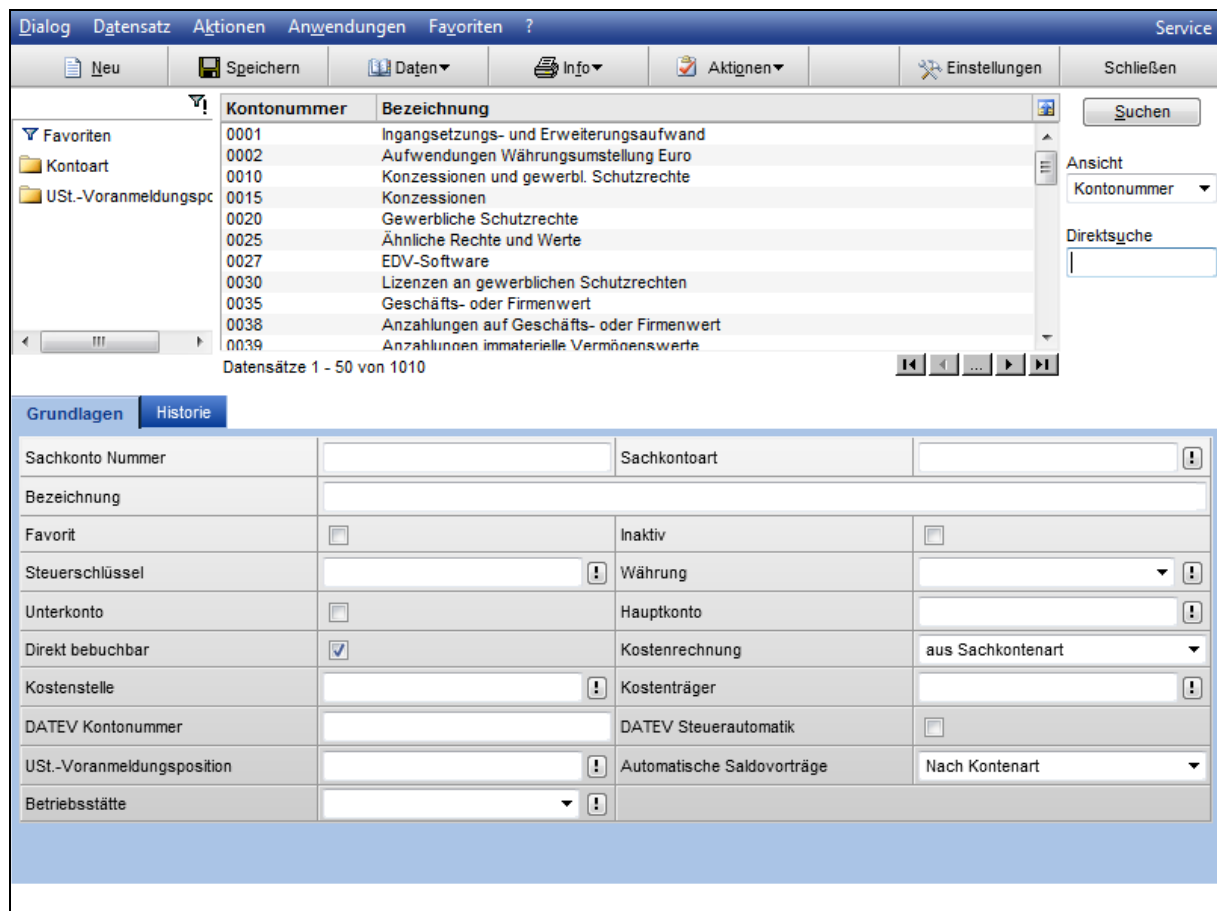 Dialog Datensatz Aktionen Anwendungen Favoriten ? Service
Neu Speichern Daten Info Aktionen Einstellungen Schließen
Kontonummer Bezeichnung
Suchen
Favoriten
Kontoart
USt.-Voranmeldungspo
0001 Ingangsetzungs- und Erweiterungsaufwand
0002 Aufwendungen Währungsumstellung Euro
0010 Konzessionen und gewerbl. Schutzrechte
0015 Konzessionen
0020 Gewerbliche Schutzrechte
0025 Ähnliche Rechte und Werte
0027 EDV-Software
0030 Lizenzen an gewerblichen Schutzrechten
0035 Geschäfts- oder Firmenwert
0038 Anzahlungen auf Geschäfts- oder Firmenwert
0039 Anzahlungen immaterielle Vermögenswerte
Ansicht
Kontonummer
Direktsuche
Datensätze 1 - 50 von 1010
...
Grundlagen Historie
Sachkonto Nummer Sachkontoart
Bezeichnung
Favorit Inaktiv
Steuerschlüssel Währung
Unterkonto Hauptkonto
Direkt bebuchbar Kostenrechnung aus Sachkontenart
Kostenstelle Kostenträger
DATEV Kontonummer DATEV Steuerautomatik
USt.-Voranmeldungsposition Automatische Saldovorträge Nach Kontenart
Betriebsstätte